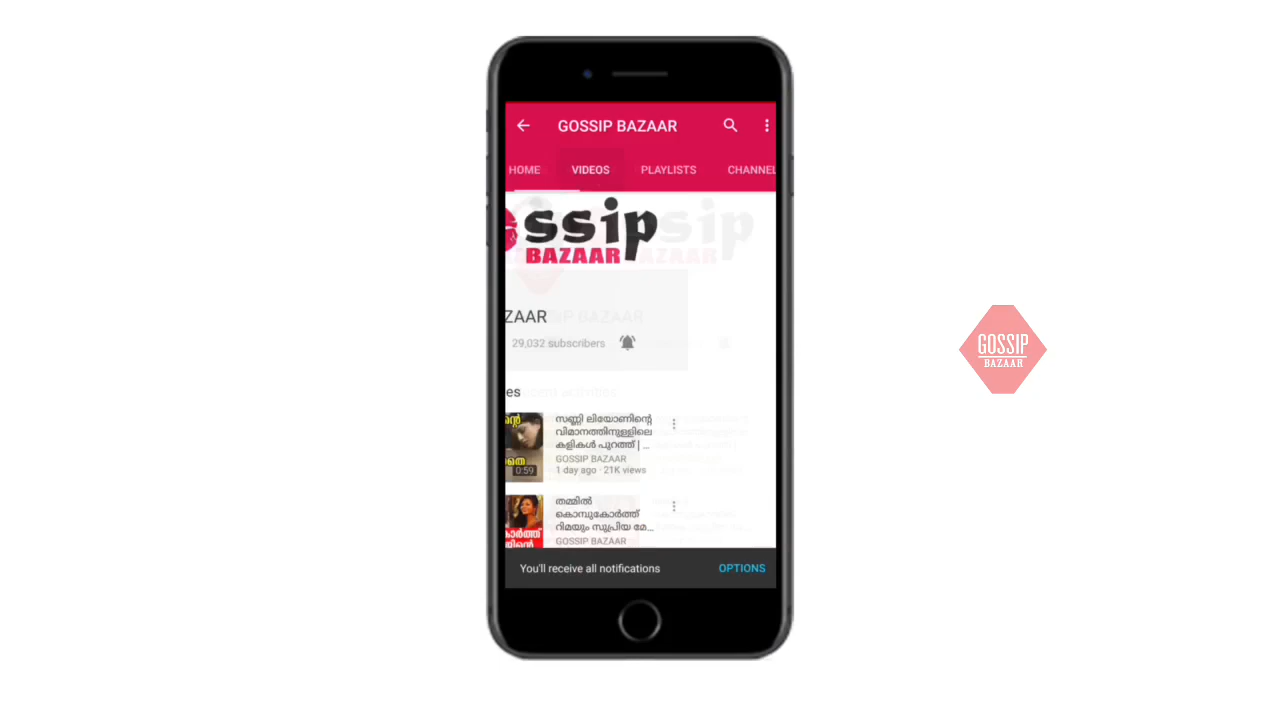 GOSSIP BAZAAR
HOME VIDEOS PLAYLISTS CHANNEL
ssip
BAZAAR
ZAAR
29,032 subscribers
es
സണ്ണി ലിയോണിന്റെ
വിമാനത്തിനുള്ളിലെ
കളികൾ പുറത്ത് | ...
GOSSIP BAZAAR
0:59
1 day ago · 21K views
തമ്മിൽ
കൊമ്പുകോർത്ത്
റിമയും സുപ്രിയ മേ...
GOSSIP BAZAAR
You'll receive all notifications OPTIONS
GOSSIP
BAZAAR